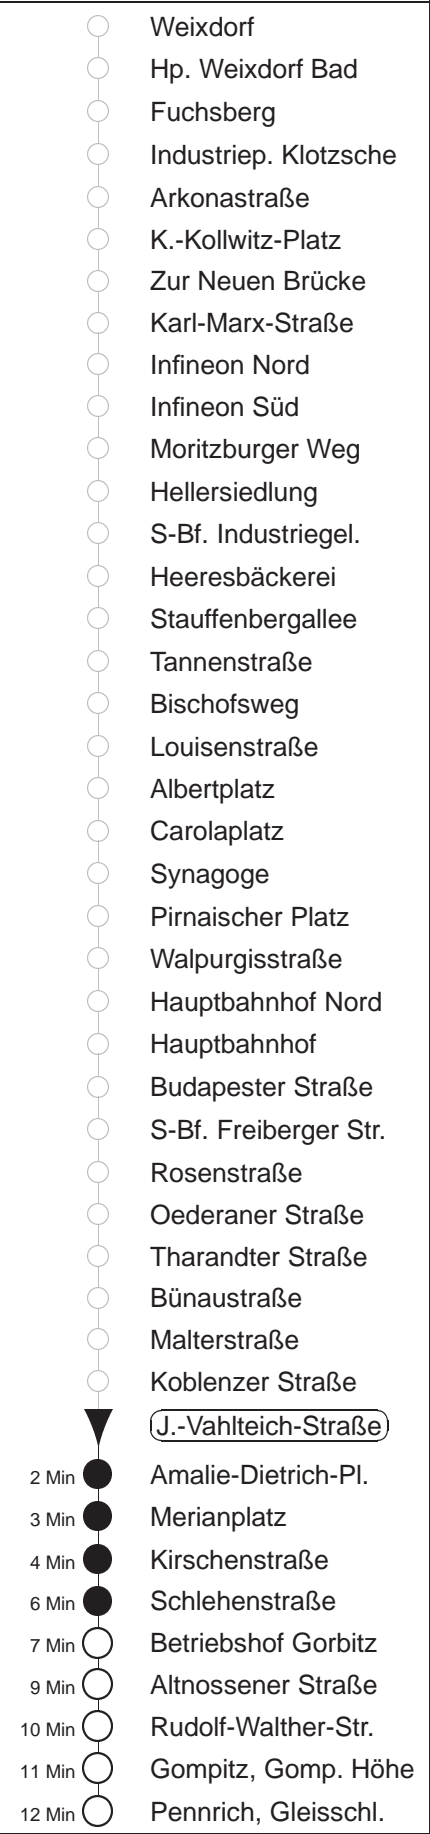 Weixdorf
Hp. Weixdorf Bad
Fuchsberg
Industriep. Klotzsche
Arkonastraße
K.-Kollwitz-Platz
Zur Neuen Brücke
Karl-Marx-Straße
Infineon Nord
Infineon Süd
Moritzburger Weg
Hellersiedlung
S-Bf. Industriegel.
Heeresbäckerei
Stauffenbergallee
Tannenstraße
Bischofsweg
Louisenstraße
Albertplatz
Carolaplatz
Synagoge
Pirnaischer Platz
Walpurgisstraße
Hauptbahnhof Nord
Hauptbahnhof
Budapester Straße
S-Bf. Freiberger Str.
Rosenstraße
Oederaner Straße
Tharandter Straße
Bünaustraße
Malterstraße
Koblenzer Straße
J.-Vahlteich-Straße
2 Min Amalie-Dietrich-Pl.
3 Min Merianplatz
4 Min Kirschenstraße
6 Min Schlehenstraße
7 Min Betriebshof Gorbitz
9 Min Altnossener Straße
10 Min Rudolf-Walther-Str.
11 Min Gompitz, Gomp. Höhe
12 Min Pennrich, Gleisschl.